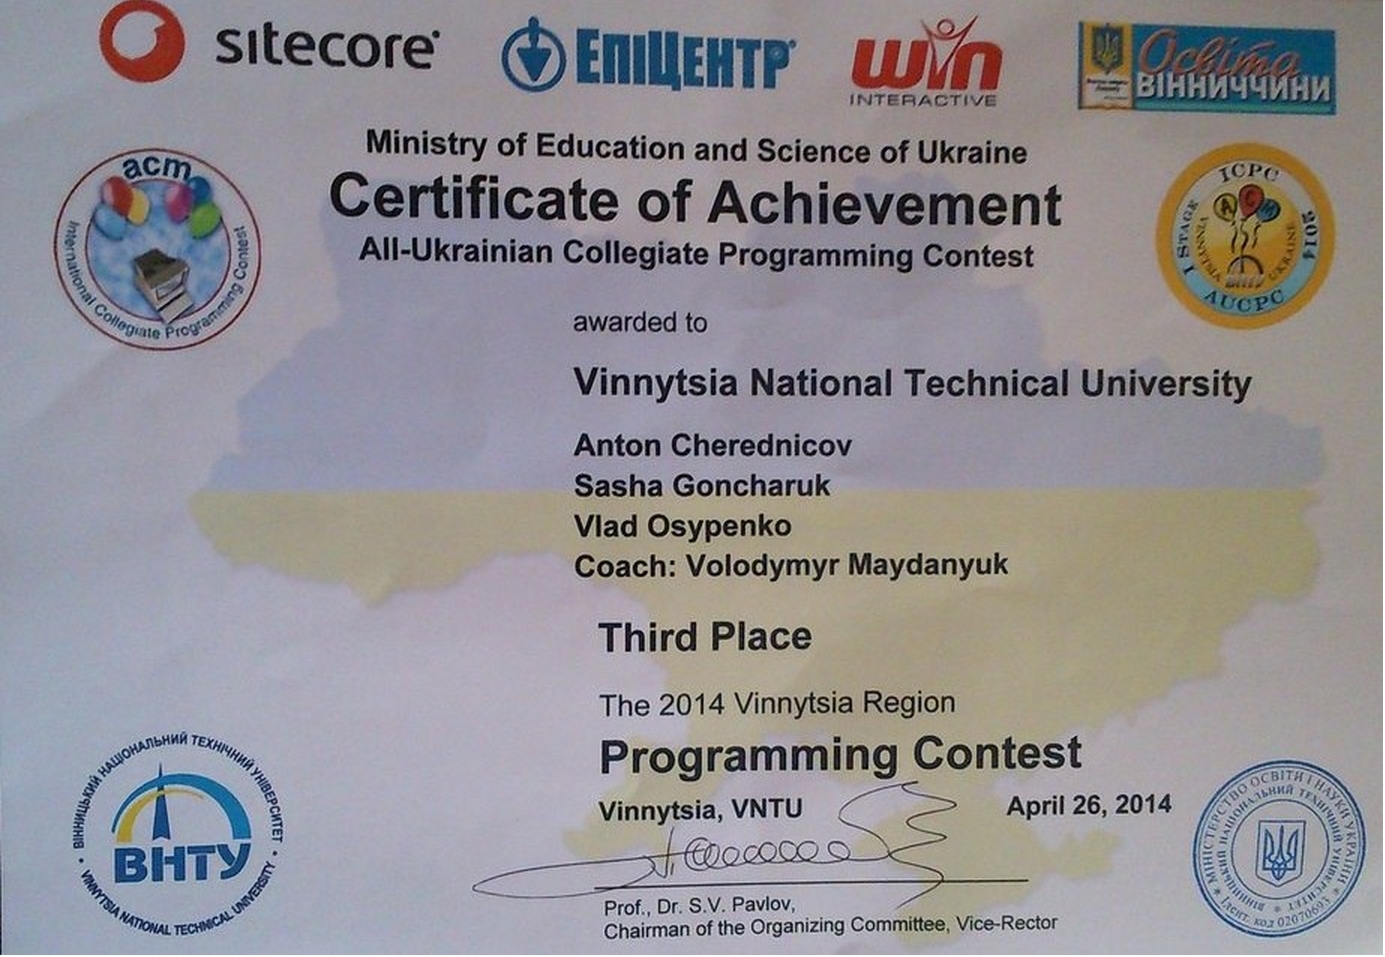 sitecore
ЕПІЦЕНТР
win
INTERACTIVE
Освіта
ВІННИЧЧИНИ
Ministry of Education and Science of Ukraine
Certificate of Achievement
All-Ukrainian Collegiate Programming Contest
acm
International Collegiate Programming Contest
ICPC
I STAGE
2014
ACM
VINNYTSIA
UKRAINE
ВНТУ
AUCPC
awarded to
Vinnytsia National Technical University
Anton Cherednicov
Sasha Goncharuk
Vlad Osypenko
Coach: Volodymyr Maydanyuk
Third Place
The 2014 Vinnytsia Region
Programming Contest
Vinnytsia, VNTU
April 26, 2014
Prof., Dr. S.V. Pavlov,
Chairman of the Organizing Committee, Vice-Rector
ВІННИЦЬКИЙ НАЦІОНАЛЬНИЙ ТЕХНІЧНИЙ УНІВЕРСИТЕТ
ВНТУ
VINNYTSIA NATIONAL TECHNICAL UNIVERSITY
МІНІСТЕРСТВО ОСВІТИ І НАУКИ УКРАЇНИ
Ідент. код 02070693
ВІННИЦЬКИЙ НАЦІОНАЛЬНИЙ ТЕХНІЧНИЙ УНІВЕРСИТЕТ